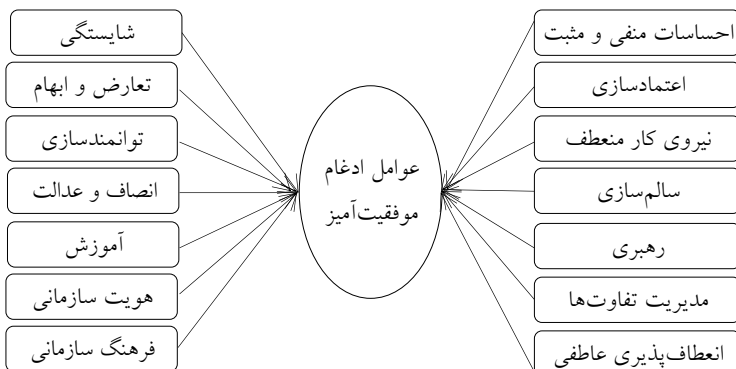 احساسات منفی و مثبت
اعتمادسازی
نیروی کار منعطف
سالم‌سازی
رهبری
مدیریت تفاوت‌ها
انعطاف‌پذیری عاطفی
عوامل ادغام
موفقیت‌آمیز
شایستگی
تعارض و ابهام
توانمندسازی
انصاف و عدالت
آموزش
هویت سازمانی
فرهنگ سازمانی